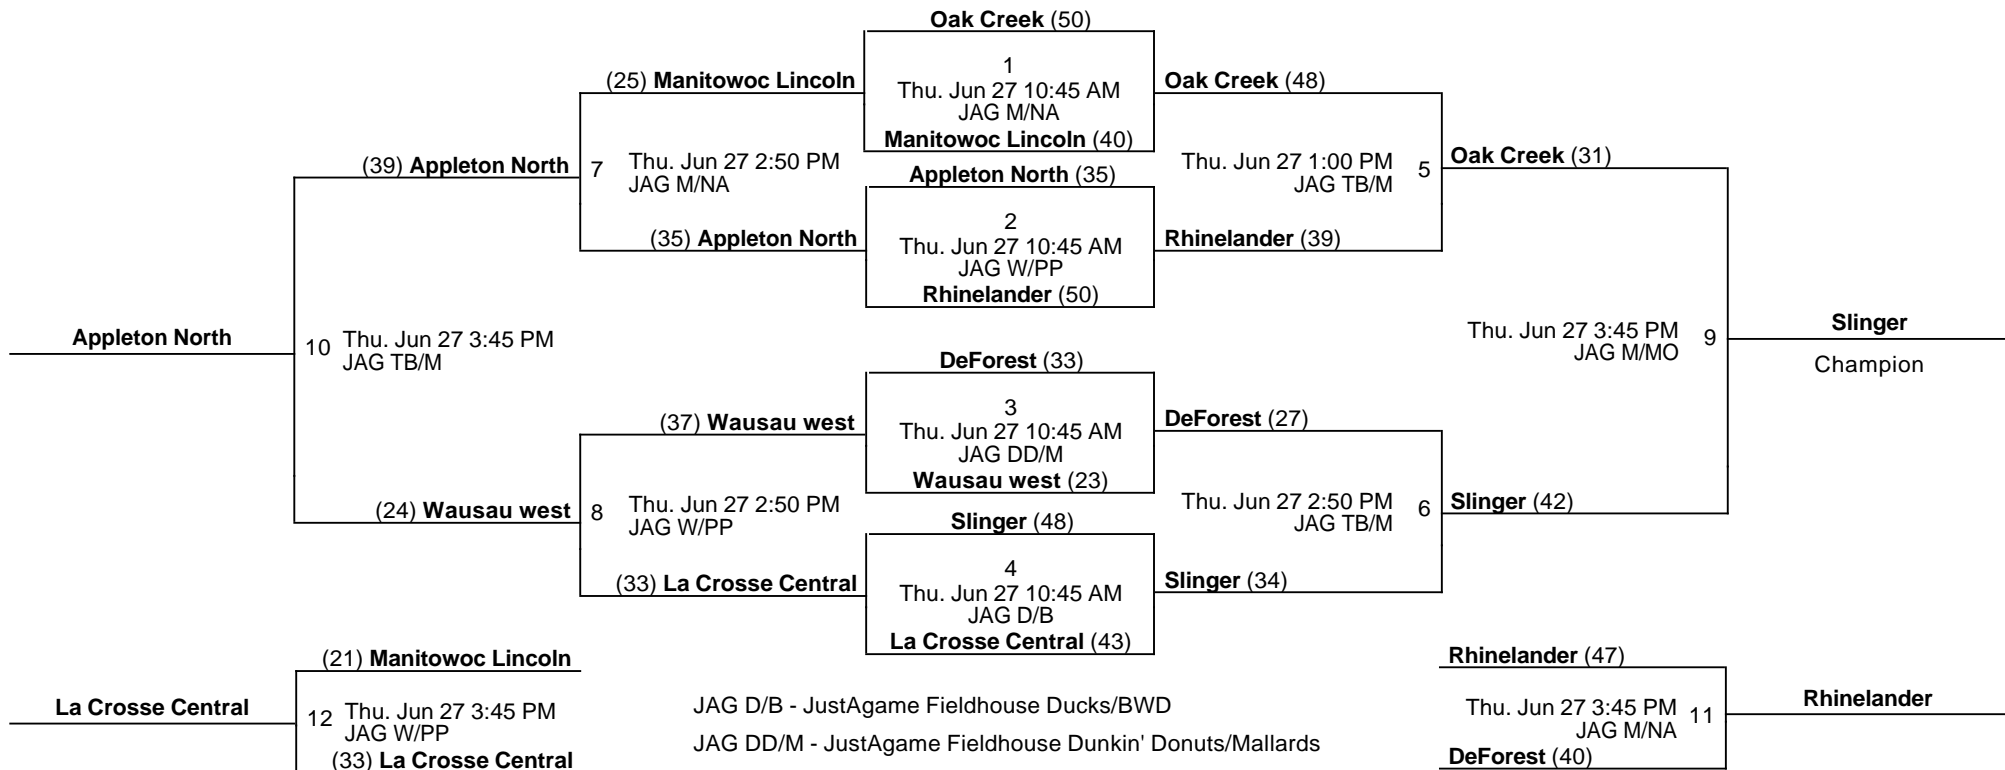 Oak Creek (50)
1
Thu. Jun 27 10:45 AM
JAG M/NA
Manitowoc Lincoln (40)
(25) Manitowoc Lincoln
Oak Creek (48)
(39) Appleton North
7
Thu. Jun 27 2:50 PM
JAG M/NA
Thu. Jun 27 1:00 PM
JAG TB/M
5
Oak Creek (31)
Appleton North (35)
2
Thu. Jun 27 10:45 AM
JAG W/PP
Rhinelander (50)
(35) Appleton North
Rhinelander (39)
Appleton North
10
Thu. Jun 27 3:45 PM
JAG TB/M
Thu. Jun 27 3:45 PM
JAG M/MO
9
Slinger
Champion
DeForest (33)
3
Thu. Jun 27 10:45 AM
JAG DD/M
Wausau west (23)
(37) Wausau west
DeForest (27)
(24) Wausau west
8
Thu. Jun 27 2:50 PM
JAG W/PP
Thu. Jun 27 2:50 PM
JAG TB/M
6
Slinger (42)
Slinger (48)
4
Thu. Jun 27 10:45 AM
JAG D/B
La Crosse Central (43)
(33) La Crosse Central
Slinger (34)
(21) Manitowoc Lincoln
La Crosse Central
12
Thu. Jun 27 3:45 PM
JAG W/PP
(33) La Crosse Central
JAG D/B - JustAgame Fieldhouse Ducks/BWD
JAG DD/M - JustAgame Fieldhouse Dunkin' Donuts/Mallards
Rhinelander (47)
Thu. Jun 27 3:45 PM
JAG M/NA
11
Rhinelander
DeForest (40)